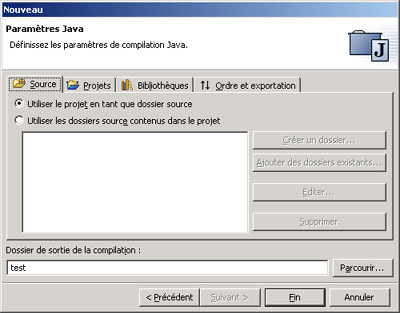 Nouveau
Paramètres Java
Définissez les paramètres de compilation Java.
J
Source Projets Bibliothèques Ordre et exportation
Utiliser le projet en tant que dossier source
Utiliser les dossiers source contenus dans le projet
Créer un dossier...
Ajouter des dossiers existants...
Editer...
Supprimer
Dossier de sortie de la compilation :
test
Parcourir...
< Précédent Suivant > Fin Annuler